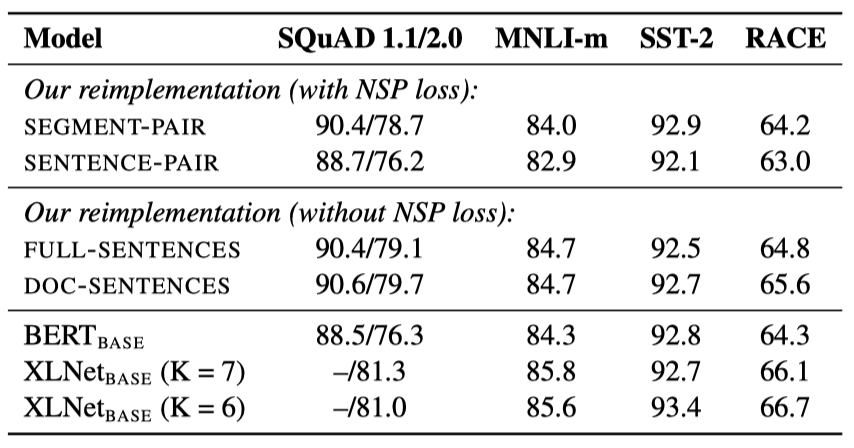 Model SQuAD 1.1/2.0 MNLI-m SST-2 RACE
Our reimplementation (with NSP loss):
SEGMENT-PAIR 90.4/78.7 84.0 92.9 64.2
SENTENCE-PAIR 88.7/76.2 82.9 92.1 63.0
Our reimplementation (without NSP loss):
FULL-SENTENCES 90.4/79.1 84.7 92.5 64.8
DOC-SENTENCES 90.6/79.7 84.7 92.7 65.6
BERT BASE 88.5/76.3 84.3 92.8 64.3
XLNet BASE (K = 7) –/81.3 85.8 92.7 66.1
XLNet BASE (K = 6) –/81.0 85.6 93.4 66.7